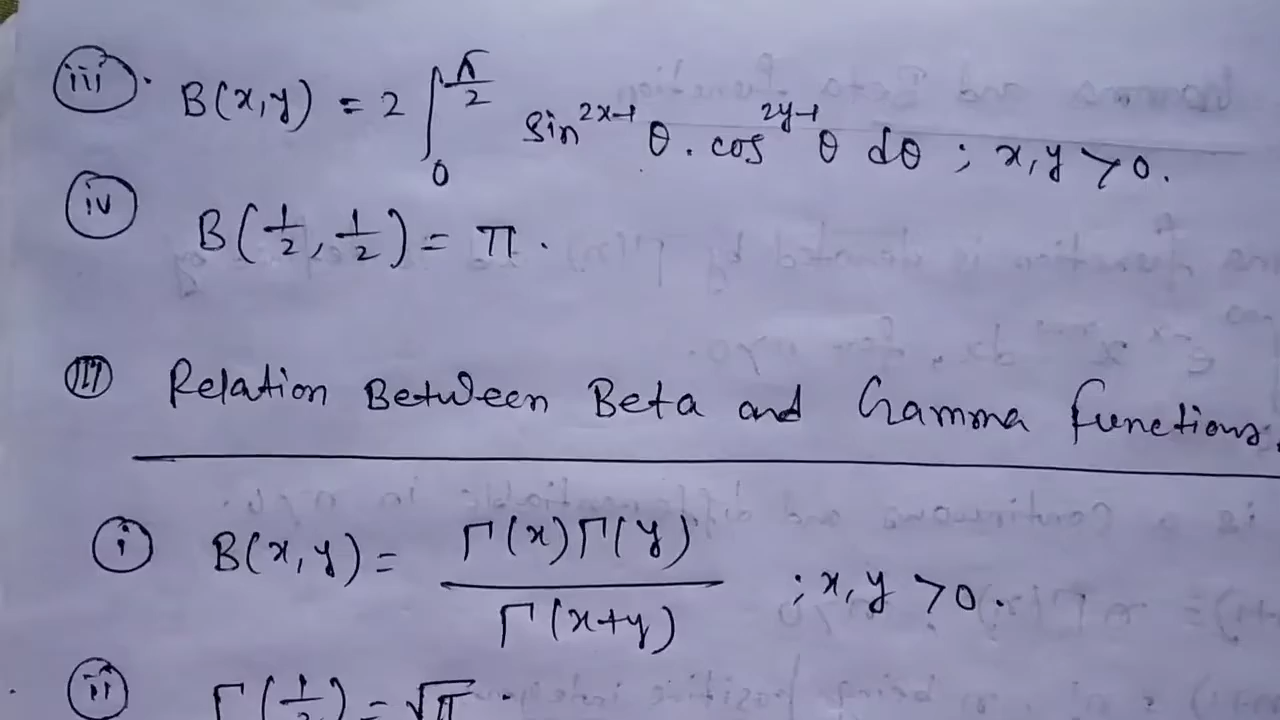 (iii). B(x,y) = 2 ∫₀^(π/2) sin^(2x-1) θ . cos^(2y-1) θ dθ ; x,y > 0.
(iv) B(1/2, 1/2) = π .
(III) Relation Between Beta and Gamma functions.
(i) B(x,y) = Γ(x)Γ(y) / Γ(x+y) ; x,y > 0.
(ii) Γ(1/2) = √π .